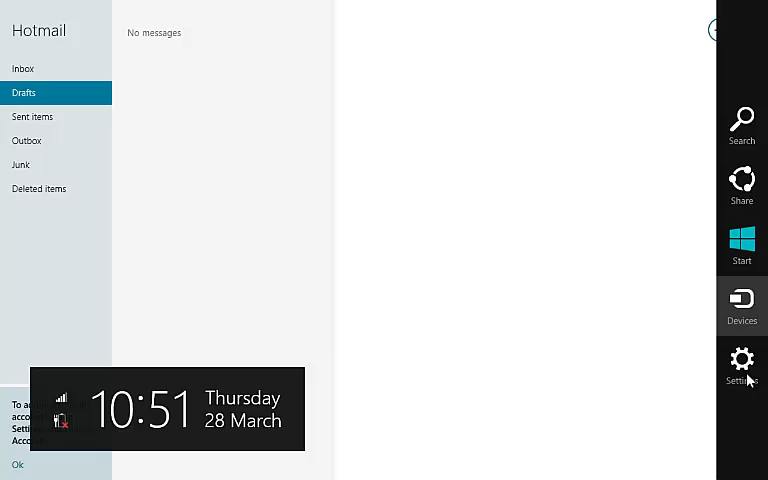 Hotmail
No messages
Inbox
Drafts
Sent items
Outbox
Junk
Deleted items
Search
Share
Start
Devices
Settings
10:51
Thursday
28 March
To
Ok